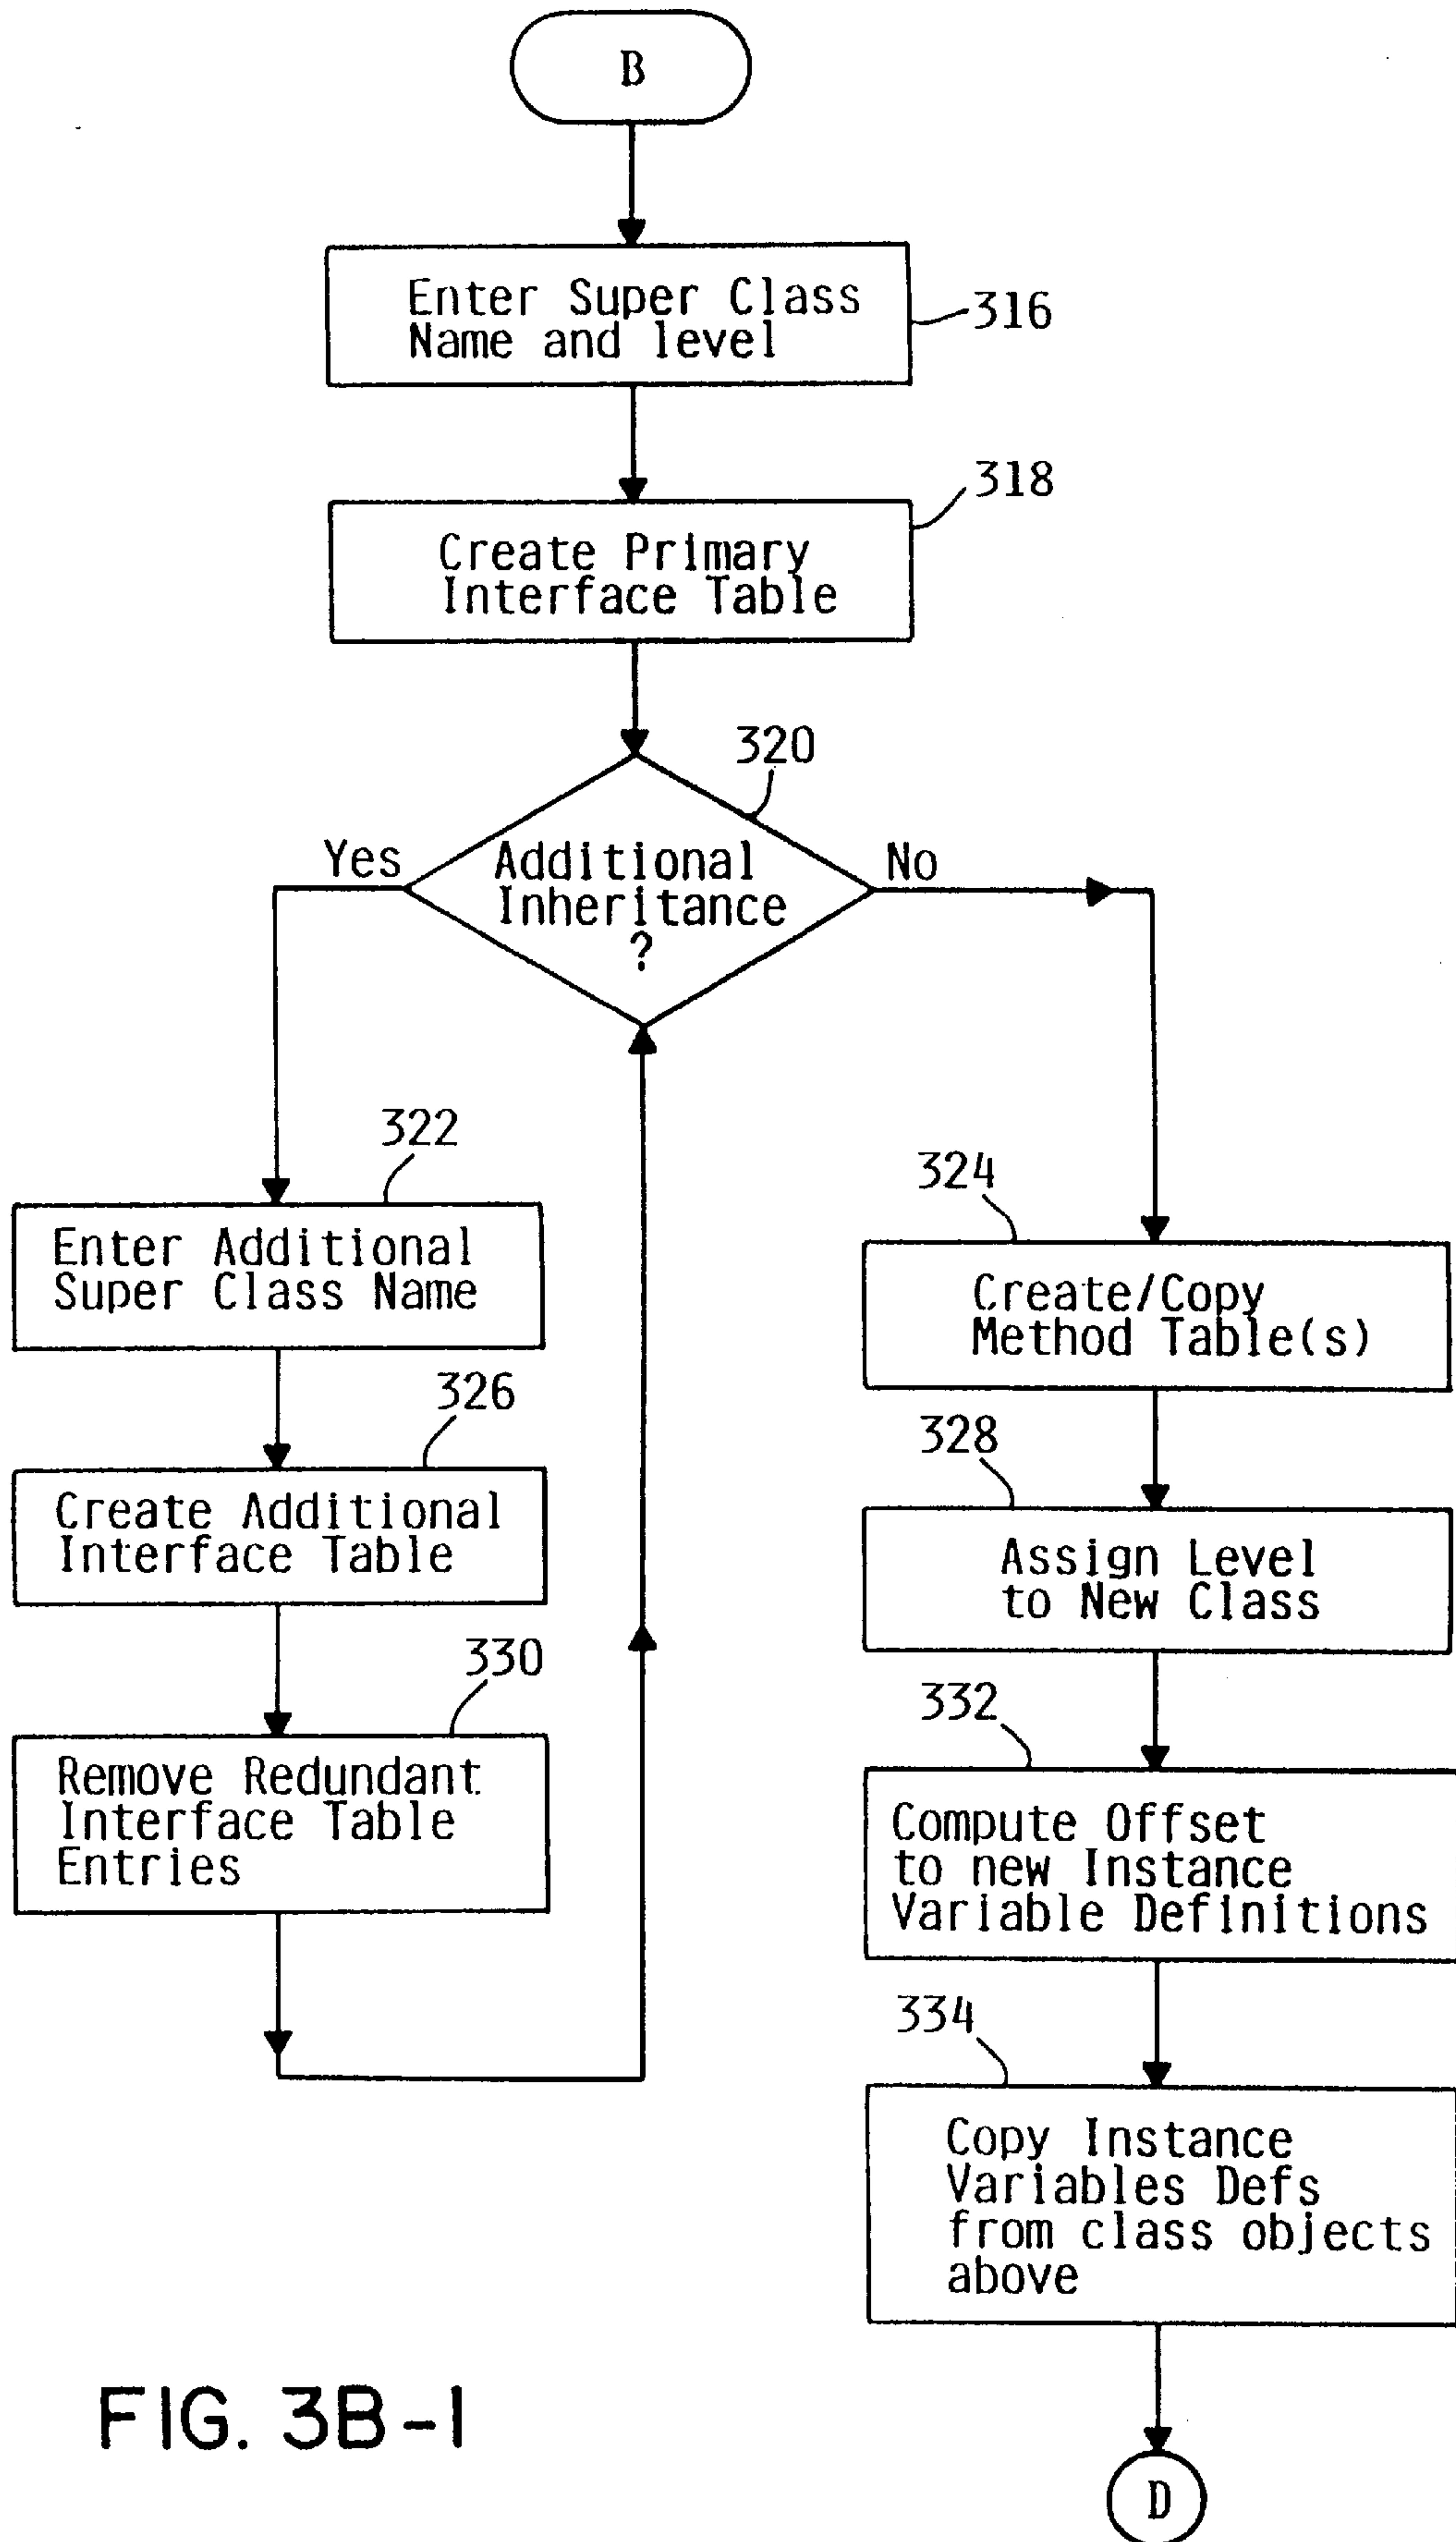 B
Enter Super Class
Name and level
316
318
Create Primary
Interface Table
320
Yes
Additional
Inheritance
?
No
322
Enter Additional
Super Class Name
324
Create/Copy
Method Table(s)
326
Create Additional
Interface Table
328
Assign Level
to New Class
330
Remove Redundant
Interface Table
Entries
332
Compute Offset
to new Instance
Variable Definitions
334
Copy Instance
Variables Defs
from class objects
above
FIG. 3B-1
D